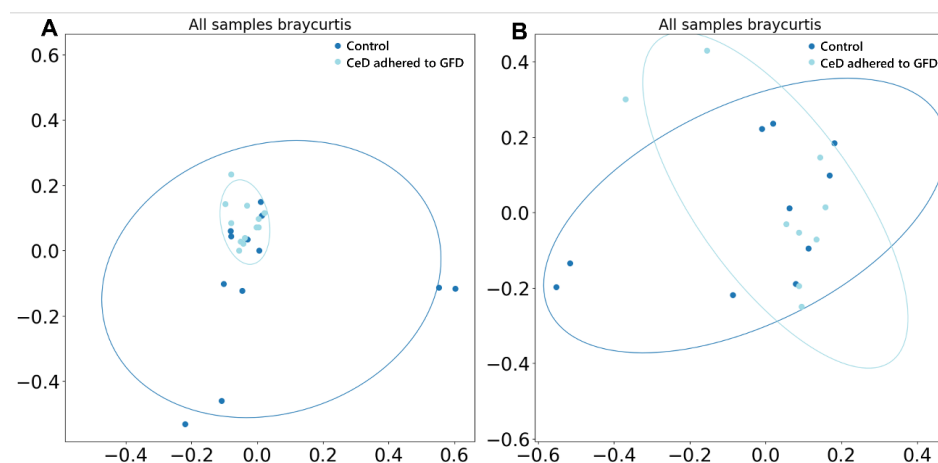 A
All samples braycurtis
Control
CeD adhered to GFD
0.6
0.4
0.2
0.0
−0.2
−0.4
−0.4 −0.2 0.0 0.2 0.4 0.6
B
All samples braycurtis
Control
CeD adhered to GFD
0.4
0.2
0.0
−0.2
−0.4
−0.6
−0.6 −0.4 −0.2 0.0 0.2 0.4